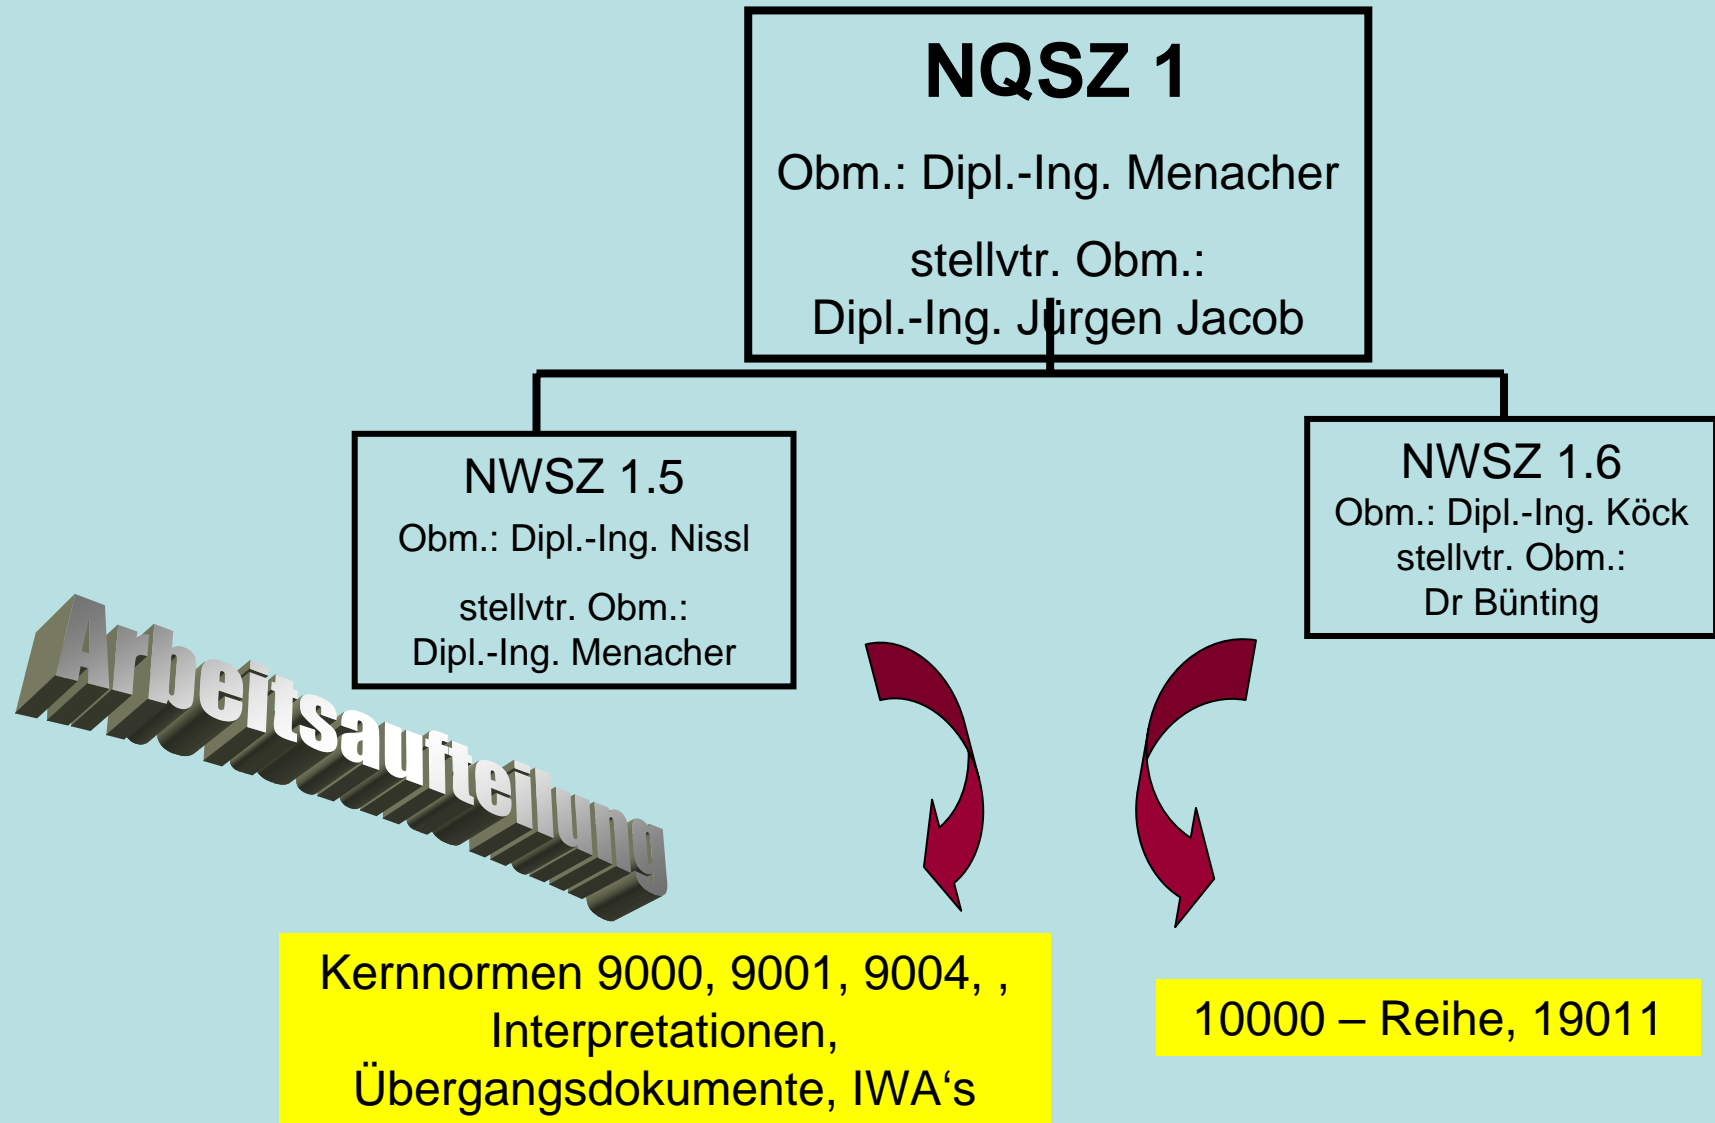 NQSZ 1
Obm.: Dipl.-Ing. Menacher
stellvtr. Obm.:
Dipl.-Ing. Jürgen Jacob
NWSZ 1.5
Obm.: Dipl.-Ing. Nissl
stellvtr. Obm.:
Dipl.-Ing. Menacher
NWSZ 1.6
Obm.: Dipl.-Ing. Köck
stellvtr. Obm.:
Dr Bünting
Arbeitsaufteilung
Kernnormen 9000, 9001, 9004, ,
Interpretationen,
Übergangsdokumente, IWA‘s
10000 – Reihe, 19011